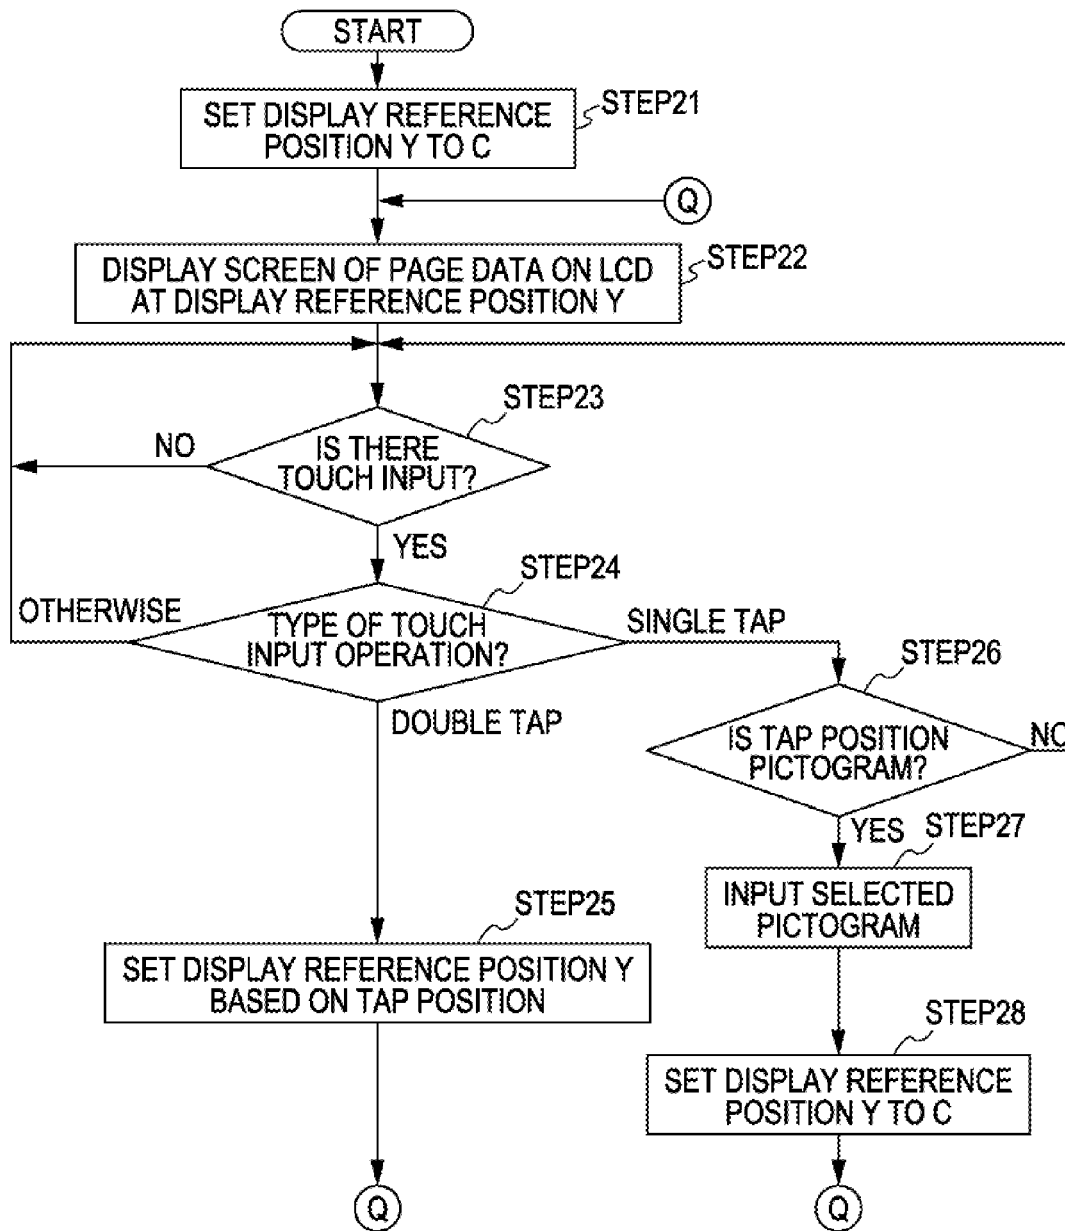 START
SET DISPLAY REFERENCE
POSITION Y TO C
STEP21
Q
DISPLAY SCREEN OF PAGE DATA ON LCD
AT DISPLAY REFERENCE POSITION Y
STEP22
STEP23
NO
IS THERE
TOUCH INPUT?
YES
STEP24
OTHERWISE
TYPE OF TOUCH
INPUT OPERATION?
SINGLE TAP
STEP26
DOUBLE TAP
IS TAP POSITION
PICTOGRAM?
NO
YES
STEP27
INPUT SELECTED
PICTOGRAM
STEP25
SET DISPLAY REFERENCE POSITION Y
BASED ON TAP POSITION
STEP28
SET DISPLAY REFERENCE
POSITION Y TO C
Q
Q